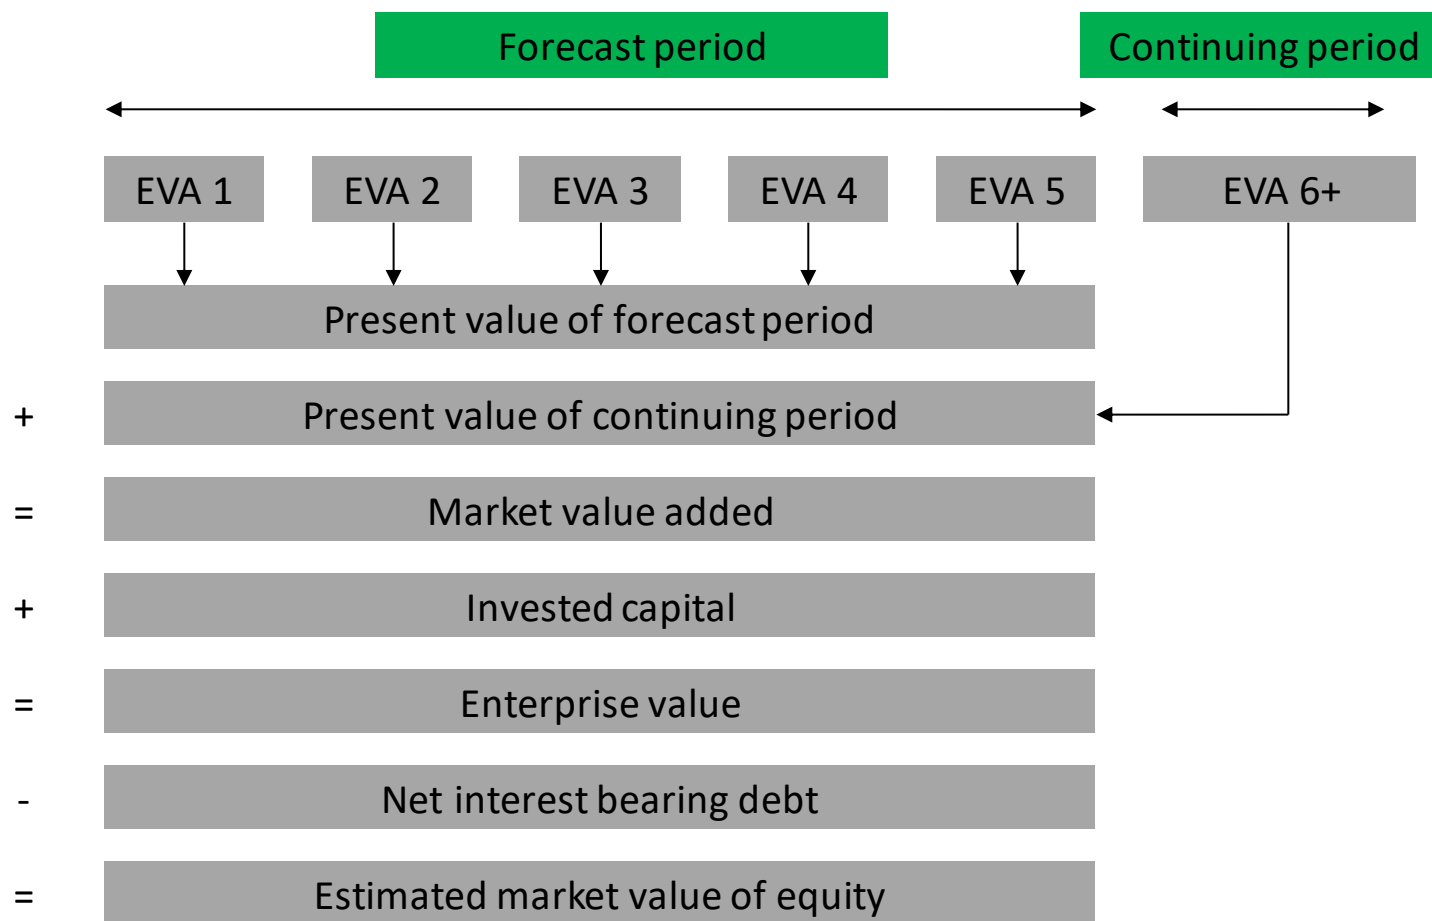 Forecast period Continuing period
EVA 1 EVA 2 EVA 3 EVA 4 EVA 5 EVA 6+
Present value of forecast period
+ Present value of continuing period
= Market value added
+ Invested capital
= Enterprise value
- Net interest bearing debt
= Estimated market value of equity